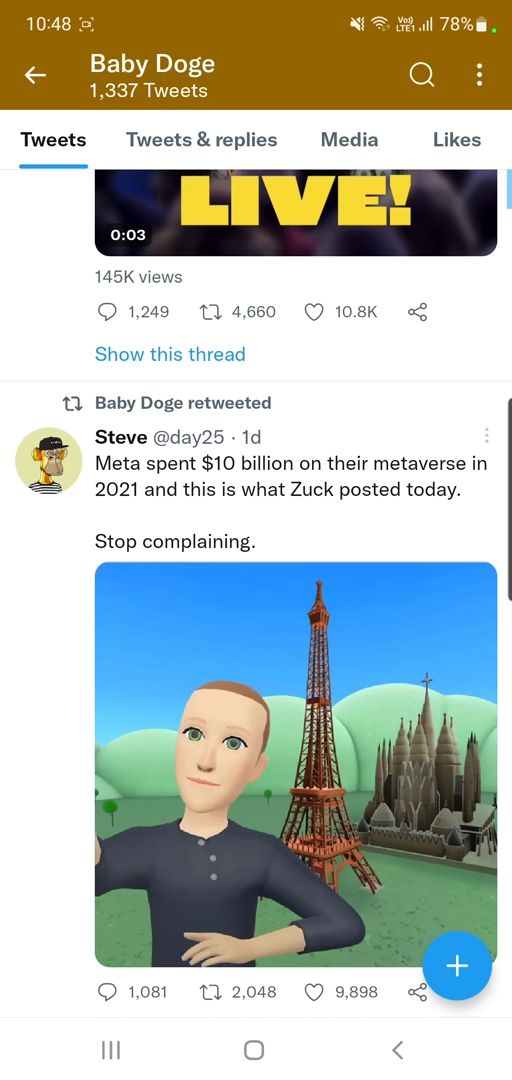 10:48
Vo)) LTE1 78%
Baby Doge
1,337 Tweets
Tweets Tweets & replies Media Likes
LIVE!
0:03
145K views
1,249 4,660 10.8K
Show this thread
Baby Doge retweeted
Steve @day25 · 1d
Meta spent $10 billion on their metaverse in
2021 and this is what Zuck posted today.
Stop complaining.
1,081 2,048 9,898